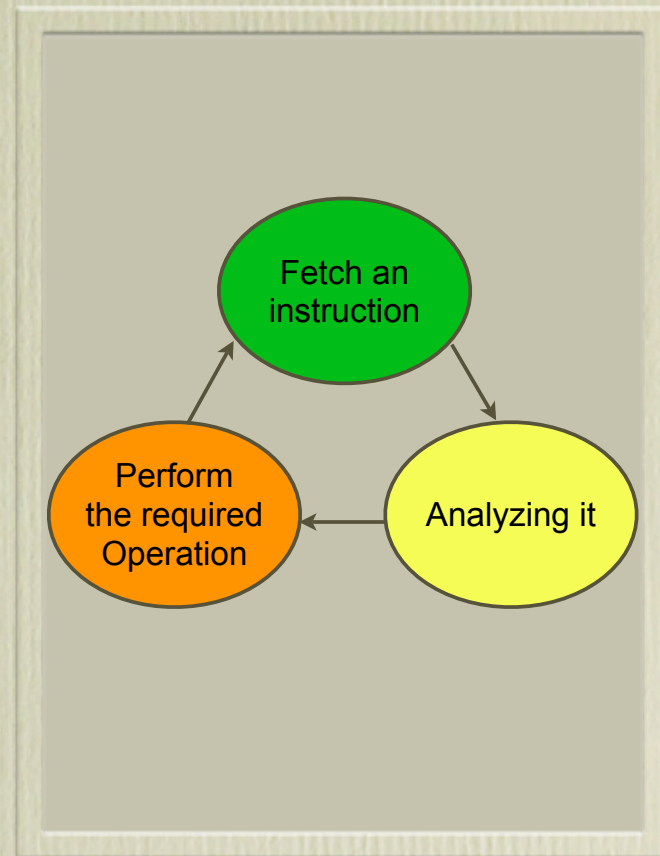 Fetch an
instruction
Analyzing it
Perform
the required
Operation